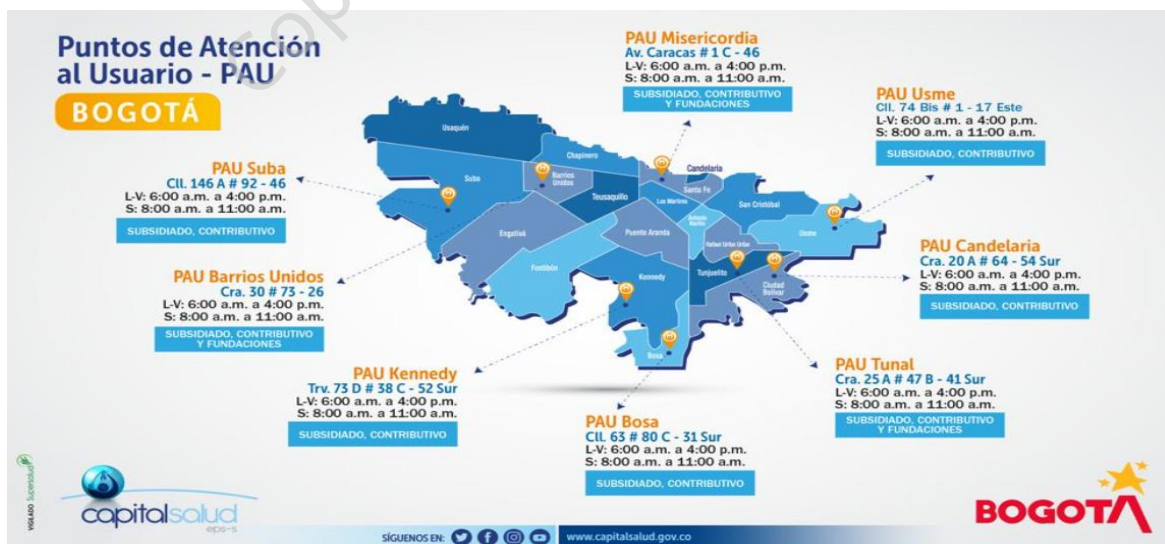 Puntos de Atención
al Usuario - PAU
BOGOTÁ
PAU Misericordia
Av. Caracas # 1 C - 46
L-V: 6:00 a.m. a 4:00 p.m.
S: 8:00 a.m. a 11:00 a.m.
SUBSIDIADO, CONTRIBUTIVO
Y FUNDACIONES
PAU Usme
Cll. 74 Bis # 1 - 17 Este
L-V: 6:00 a.m. a 4:00 p.m.
S: 8:00 a.m. a 11:00 a.m.
SUBSIDIADO, CONTRIBUTIVO
PAU Suba
Cll. 146 A # 92 - 46
L-V: 6:00 a.m. a 4:00 p.m.
S: 8:00 a.m. a 11:00 a.m.
SUBSIDIADO, CONTRIBUTIVO
Usaquén
Chapinero
Suba
Barrios
Unidos
Teusaquillo
Candelaria
Santa Fe
Los Mártires
San Cristóbal
Engativá
Puente Aranda
Antonio
Nariño
Rafael Uribe Uribe
Usme
Fontibón
Kennedy
Tunjuelito
Ciudad
Bolívar
Bosa
PAU Candelaria
Cra. 20 A # 64 - 54 Sur
L-V: 6:00 a.m. a 4:00 p.m.
S: 8:00 a.m. a 11:00 a.m.
SUBSIDIADO, CONTRIBUTIVO
PAU Barrios Unidos
Cra. 30 # 73 - 26
L-V: 6:00 a.m. a 4:00 p.m.
S: 8:00 a.m. a 11:00 a.m.
SUBSIDIADO, CONTRIBUTIVO
Y FUNDACIONES
PAU Kennedy
Trv. 73 D # 38 C - 52 Sur
L-V: 6:00 a.m. a 4:00 p.m.
S: 8:00 a.m. a 11:00 a.m.
SUBSIDIADO, CONTRIBUTIVO
PAU Tunal
Cra. 25 A # 47 B - 41 Sur
L-V: 6:00 a.m. a 4:00 p.m.
S: 8:00 a.m. a 11:00 a.m.
SUBSIDIADO, CONTRIBUTIVO
Y FUNDACIONES
PAU Bosa
Cll. 63 # 80 C - 31 Sur
L-V: 6:00 a.m. a 4:00 p.m.
S: 8:00 a.m. a 11:00 a.m.
SUBSIDIADO, CONTRIBUTIVO
VIGILADO Supersalud
capitalsalud
eps-s
SÍGUENOS EN:
www.capitalsalud.gov.co
BOGOTÁ